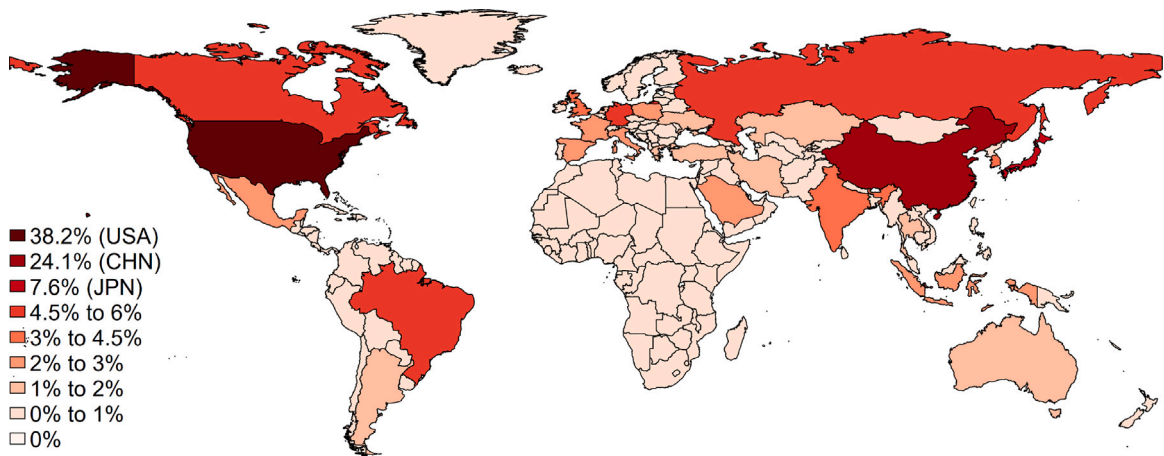 38.2% (USA)
24.1% (CHN)
7.6% (JPN)
4.5% to 6%
3% to 4.5%
2% to 3%
1% to 2%
0% to 1%
0%